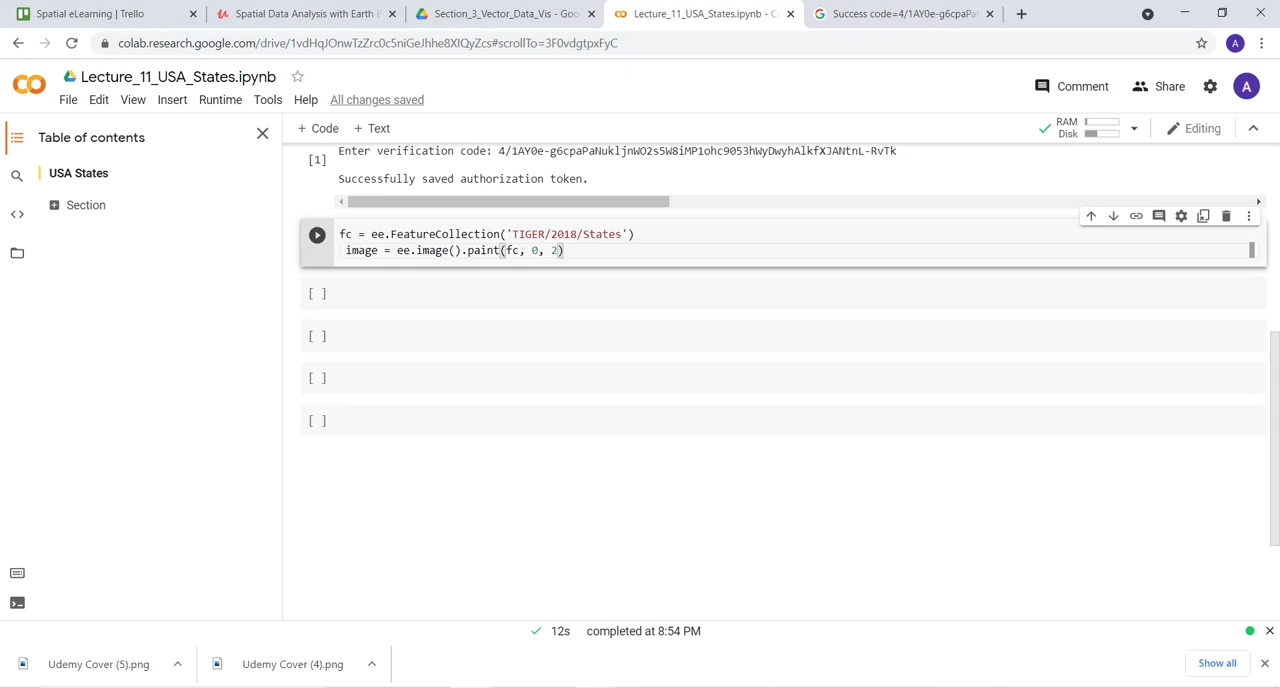 Spatial eLearning | Trello
Spatial Data Analysis with Earth E
Section_3_Vector_Data_Vis - Goo
Lecture_11_USA_States.ipynb - C
Success code=4/1AY0e-g6cpaPa
colab.research.google.com/drive/1vdHqJOnwTzZrc0c5niGeJhhe8XIQyZcs#scrollTo=3F0vdgtpxFyC
A
Lecture_11_USA_States.ipynb
Comment
Share
A
File Edit View Insert Runtime Tools Help All changes saved
Table of contents
+ Code + Text
RAM
Disk
Editing
USA States
Section
Enter verification code: 4/1AY0e-g6cpaPaNukljnWO2s5W8iMP1ohc9053hWyDwyhAlkfXJANtnL-RvTk
[1]
Successfully saved authorization token.
fc = ee.FeatureCollection('TIGER/2018/States')
image = ee.image().paint(fc, 0, 2)
[ ]
[ ]
[ ]
[ ]
12s completed at 8:54 PM
Udemy Cover (5).png
Udemy Cover (4).png
Show all